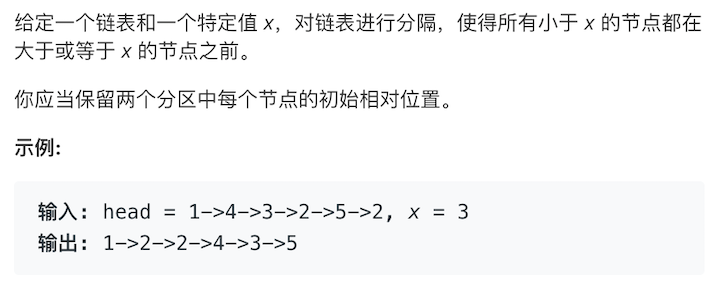 给定一个链表和一个特定值 x，对链表进行分隔，使得所有小于 x 的节点都在
大于或等于 x 的节点之前。
你应当保留两个分区中每个节点的初始相对位置。
示例:
输入: head = 1->4->3->2->5->2, x = 3
输出: 1->2->2->4->3->5